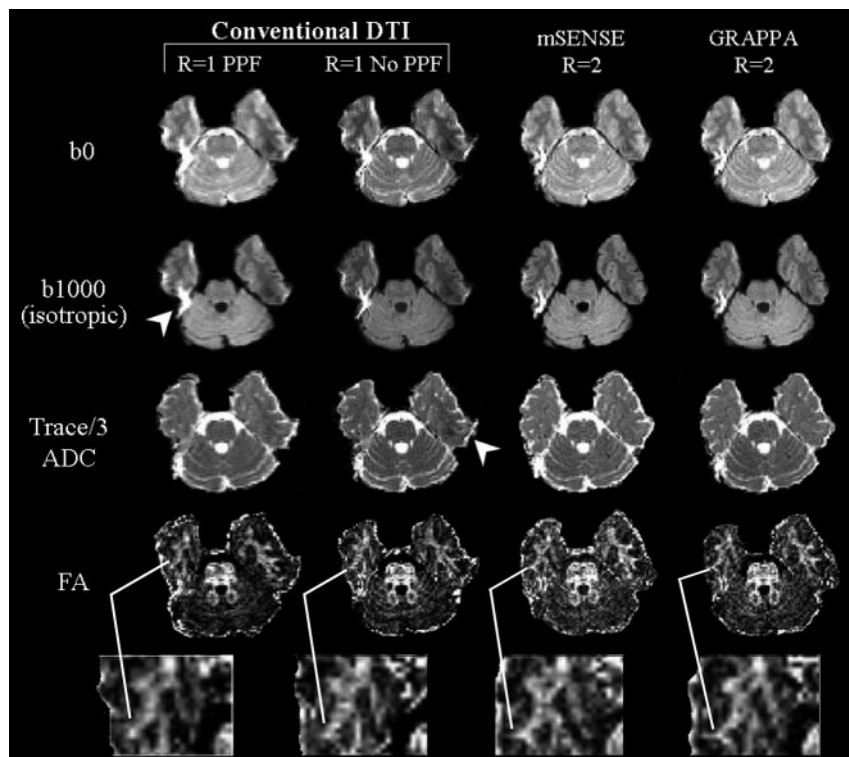 Conventional DTI
R=1 PPF
R=1 No PPF
mSENSE
R=2
GRAPPA
R=2
b0
b1000
(isotropic)
Trace/3
ADC
FA